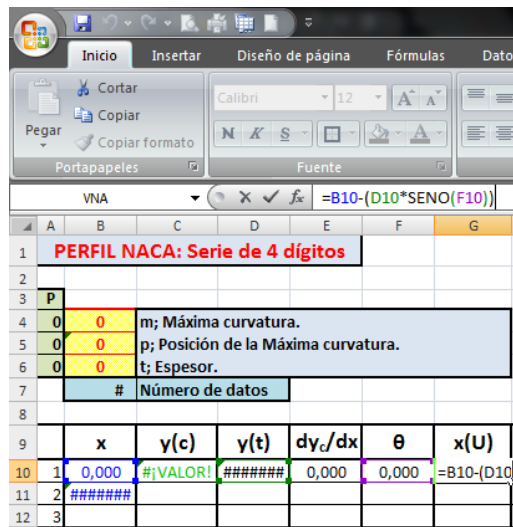 Inicio Insertar Diseño de página Fórmulas Dato
Cortar
Copiar
Copiar formato
Pegar
Portapapeles
Calibri 12 A A
N K S A
Fuente
VNA fx =B10-(D10*SENO(F10))
A B C D E F G
1 PERFIL NACA: Serie de 4 dígitos
2
3 P
4 0 0 m; Máxima curvatura.
5 0 0 p; Posición de la Máxima curvatura.
6 0 0 t; Espesor.
7 # Número de datos
8
9 x y(c) y(t) dyc/dx θ x(U)
10 1 0,000 #¡VALOR! ####### 0,000 0,000 =B10-(D10
11 2 #######
12 3